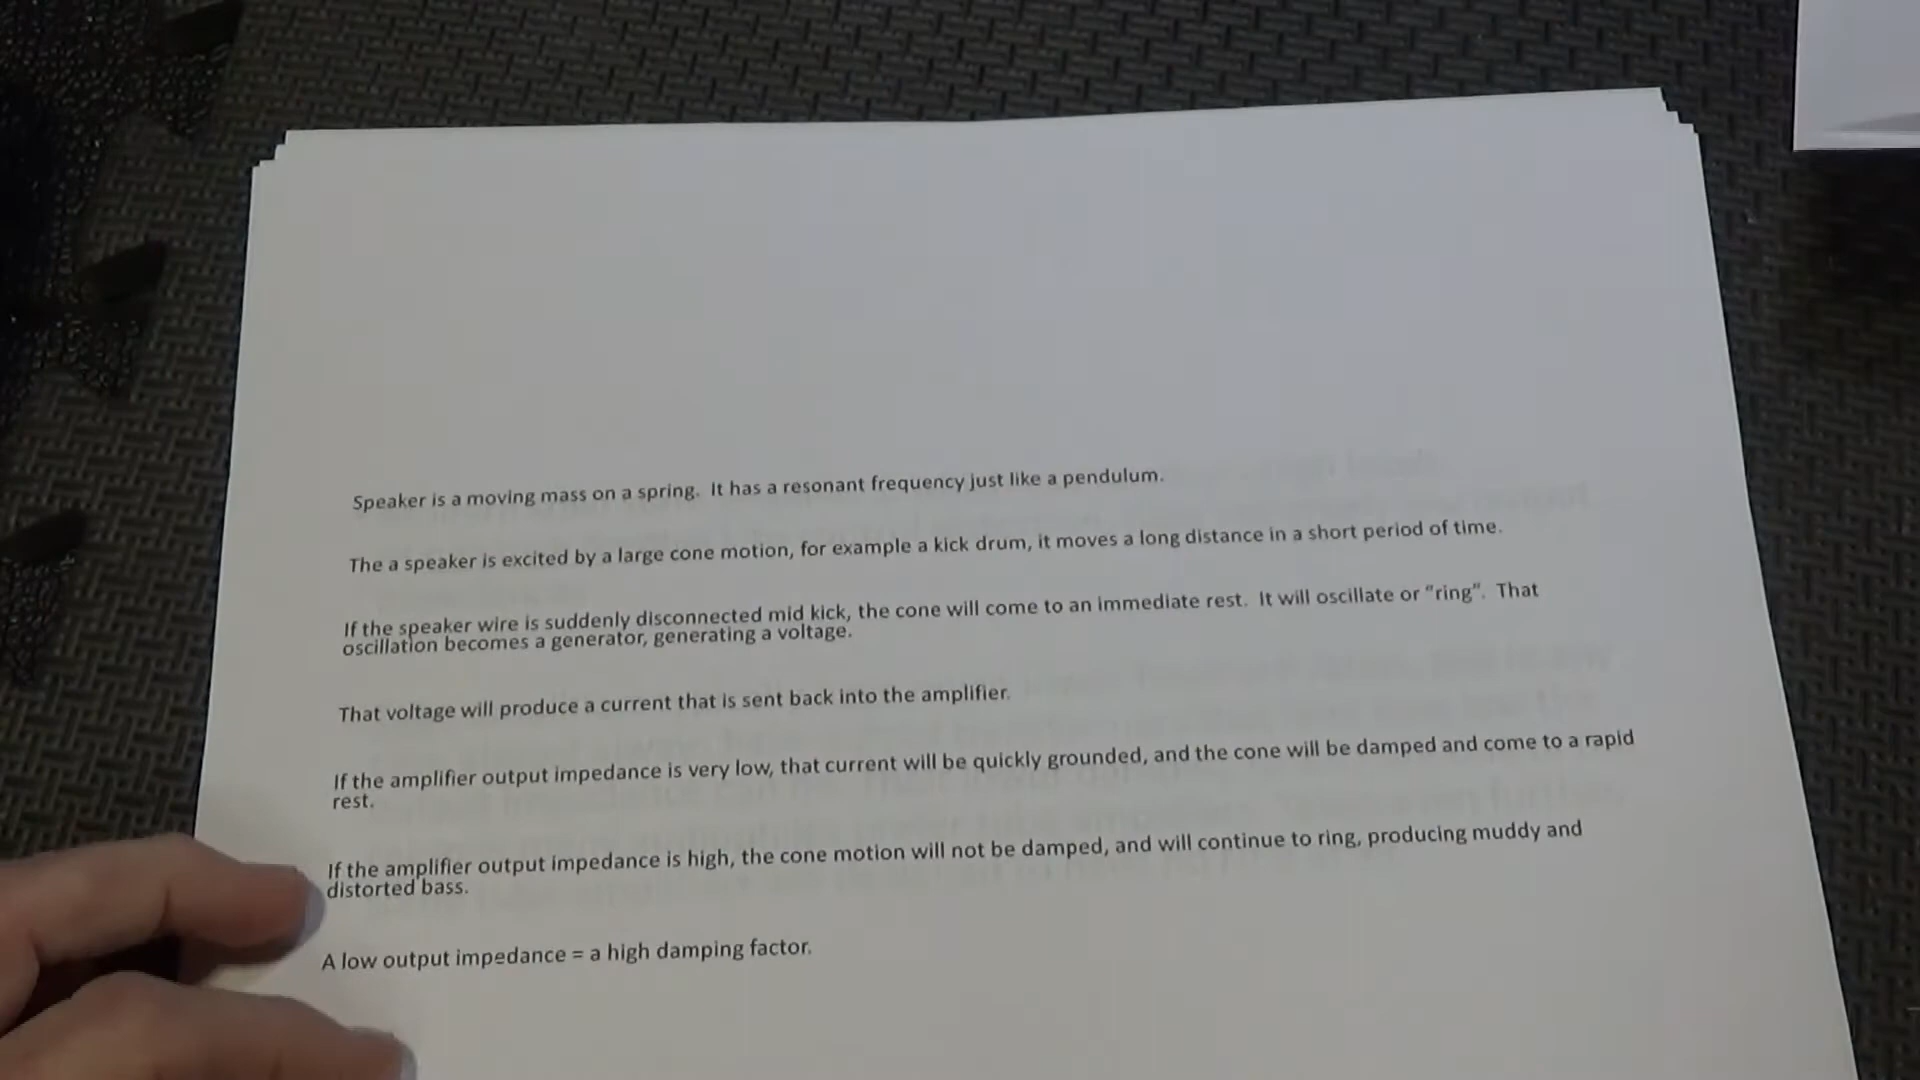 Speaker is a moving mass on a spring. It has a resonant frequency just like a pendulum.
The a speaker is excited by a large cone motion, for example a kick drum, it moves a long distance in a short period of time.
If the speaker wire is suddenly disconnected mid kick, the cone will come to an immediate rest. It will oscillate or “ring”. That
oscillation becomes a generator, generating a voltage.
That voltage will produce a current that is sent back into the amplifier.
If the amplifier output impedance is very low, that current will be quickly grounded, and the cone will be damped and come to a rapid
rest.
If the amplifier output impedance is high, the cone motion will not be damped, and will continue to ring, producing muddy and
distorted bass.
A low output impedance = a high damping factor.